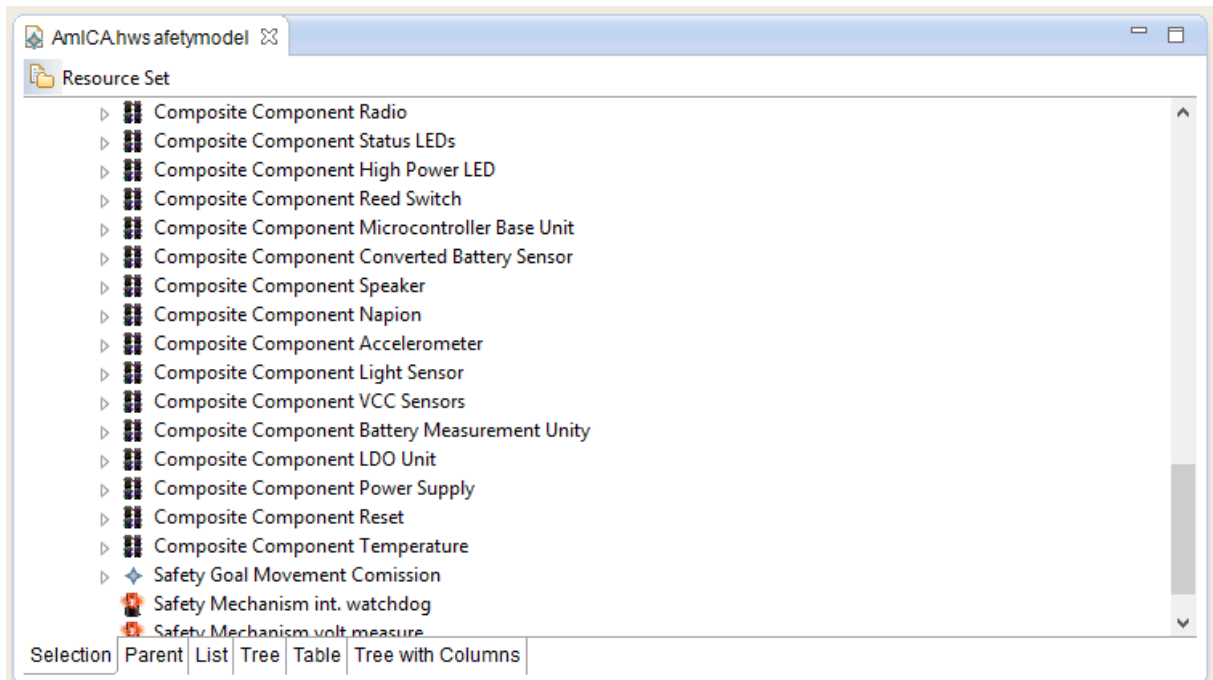 AmICA.hwsafetymodel
Resource Set
Composite Component Radio
Composite Component Status LEDs
Composite Component High Power LED
Composite Component Reed Switch
Composite Component Microcontroller Base Unit
Composite Component Converted Battery Sensor
Composite Component Speaker
Composite Component Napion
Composite Component Accelerometer
Composite Component Light Sensor
Composite Component VCC Sensors
Composite Component Battery Measurement Unity
Composite Component LDO Unit
Composite Component Power Supply
Composite Component Reset
Composite Component Temperature
Safety Goal Movement Comission
Safety Mechanism int. watchdog
Safety Mechanism volt measure
Selection Parent List Tree Table Tree with Columns